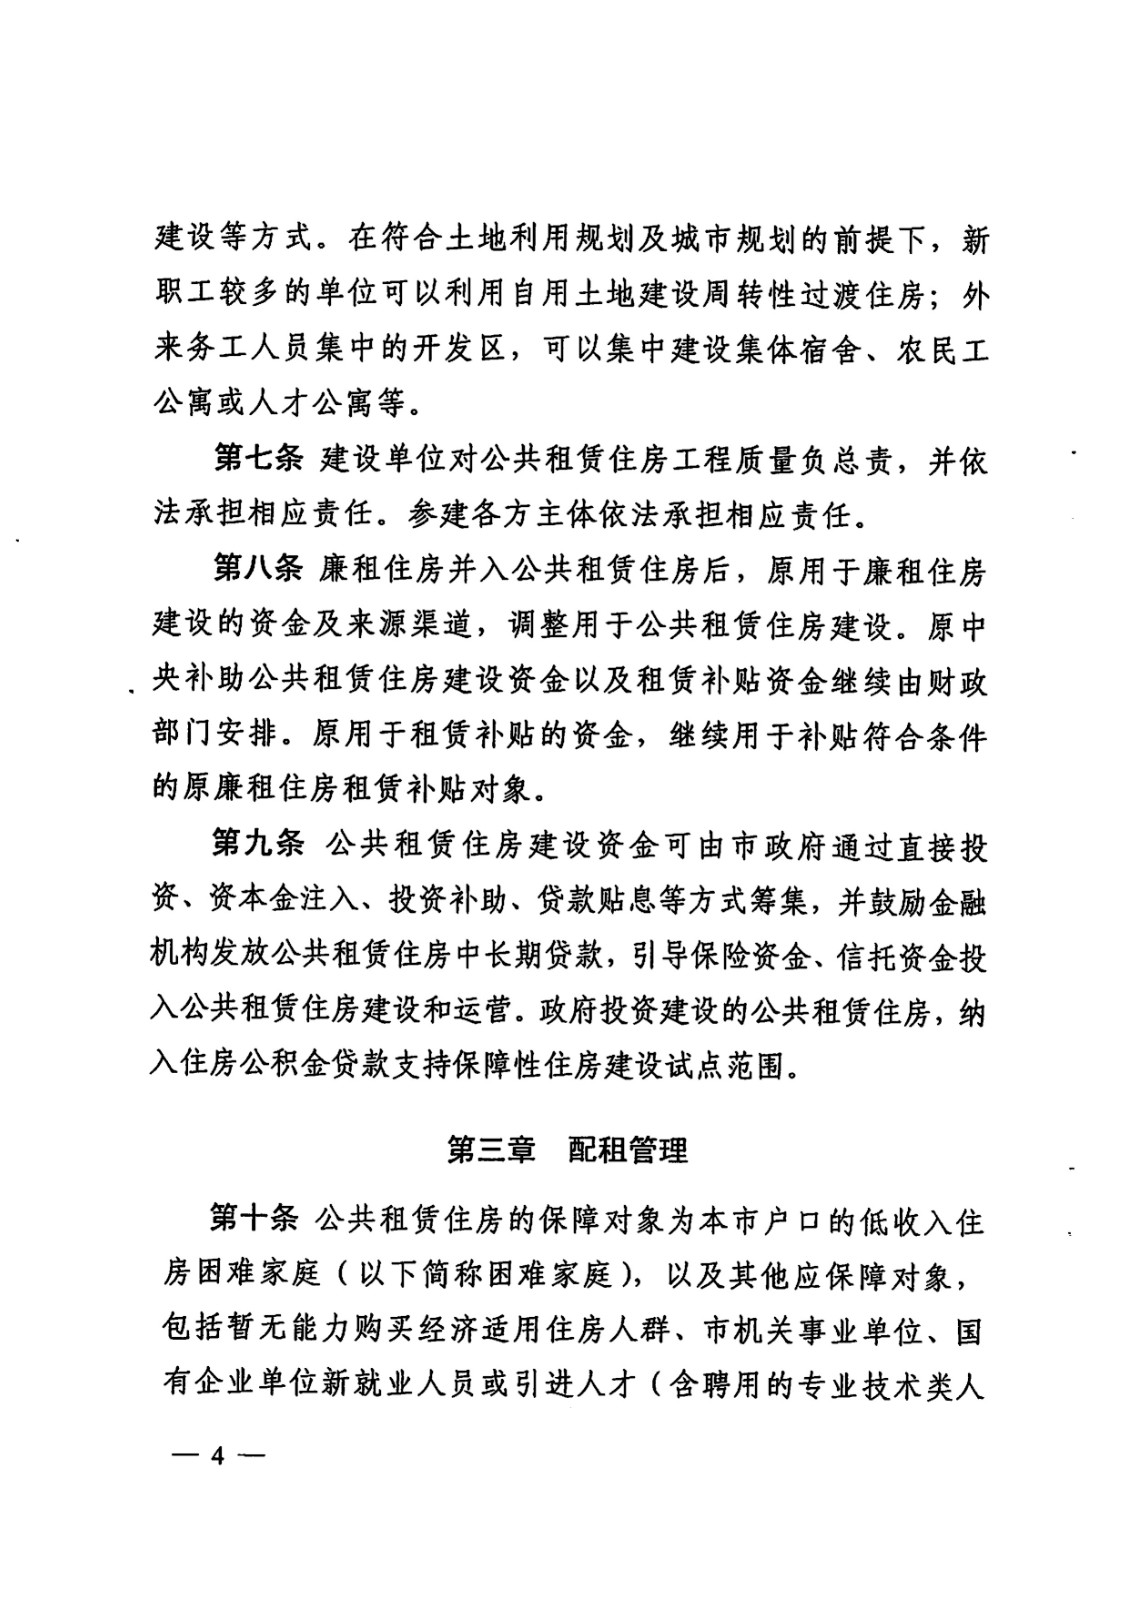 建设等方式。在符合土地利用规划及城市规划的前提下，新
职工较多的单位可以利用自用土地建设周转性过渡住房；外
来务工人员集中的开发区，可以集中建设集体宿舍、农民工
公寓或人才公寓等。
第七条 建设单位对公共租赁住房工程质量负总责，并依
法承担相应责任。参建各方主体依法承担相应责任。
第八条 廉租住房并入公共租赁住房后，原用于廉租住房
建设的资金及来源渠道，调整用于公共租赁住房建设。原中
央补助公共租赁住房建设资金以及租赁补贴资金继续由财政
部门安排。原用于租赁补贴的资金，继续用于补贴符合条件
的原廉租住房租赁补贴对象。
第九条 公共租赁住房建设资金可由市政府通过直接投
资、资本金注入、投资补助、贷款贴息等方式筹集，并鼓励金融
机构发放公共租赁住房中长期贷款，引导保险资金、信托资金投
入公共租赁住房建设和运营。政府投资建设的公共租赁住房，纳
入住房公积金贷款支持保障性住房建设试点范围。
第三章 配租管理
第十条 公共租赁住房的保障对象为本市户口的低收入住
房困难家庭（以下简称困难家庭），以及其他应保障对象，
包括暂无能力购买经济适用住房人群、市机关事业单位、国
有企业单位新就业人员或引进人才（含聘用的专业技术类人
— 4 —